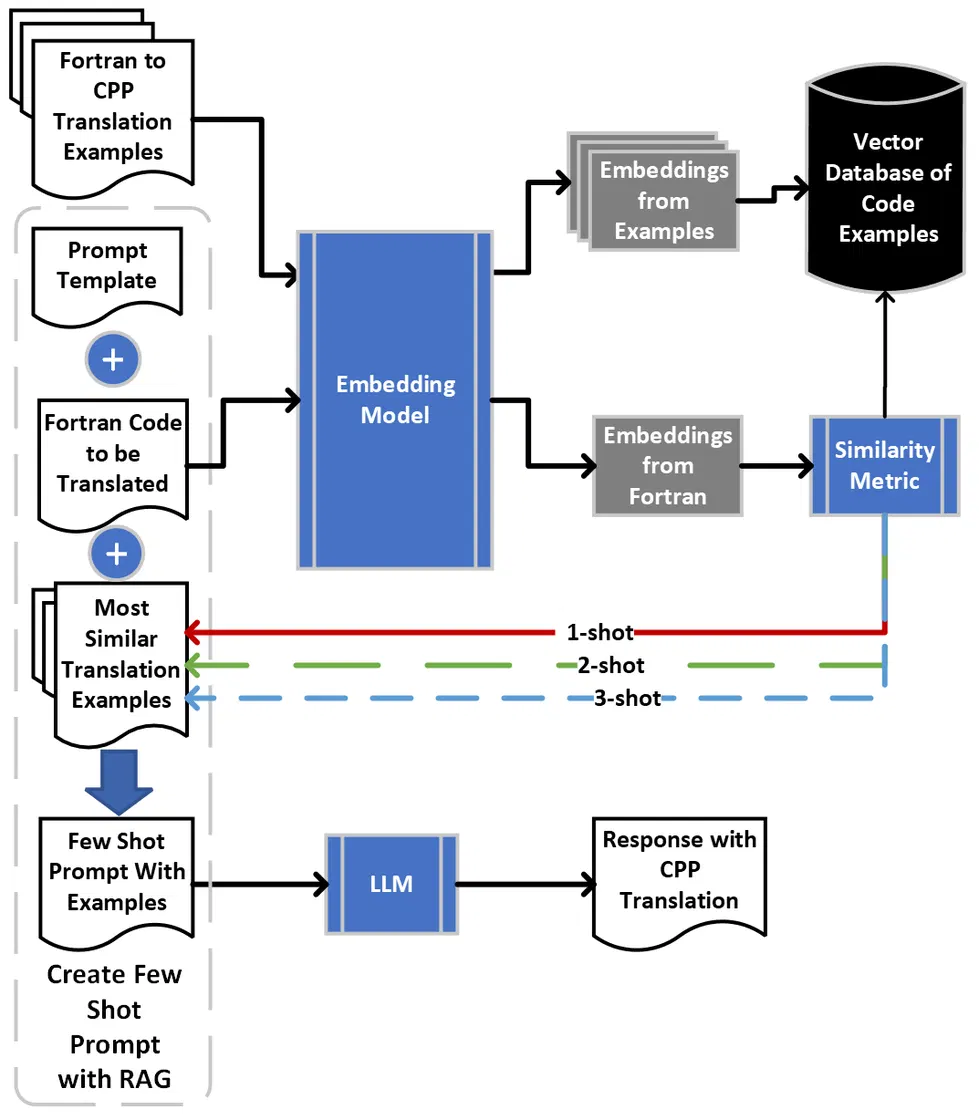 Fortran to
CPP
Translation
Examples
Embeddings
from
Examples
Vector
Database of
Code
Examples
Prompt
Template
+
Embedding
Model
Fortran Code
to be
Translated
Embeddings
from
Fortran
Similarity
Metric
+
Most
Similar
Translation
Examples
1-shot
2-shot
3-shot
Few Shot
Prompt With
Examples
LLM
Response with
CPP
Translation
Create Few
Shot
Prompt
with RAG